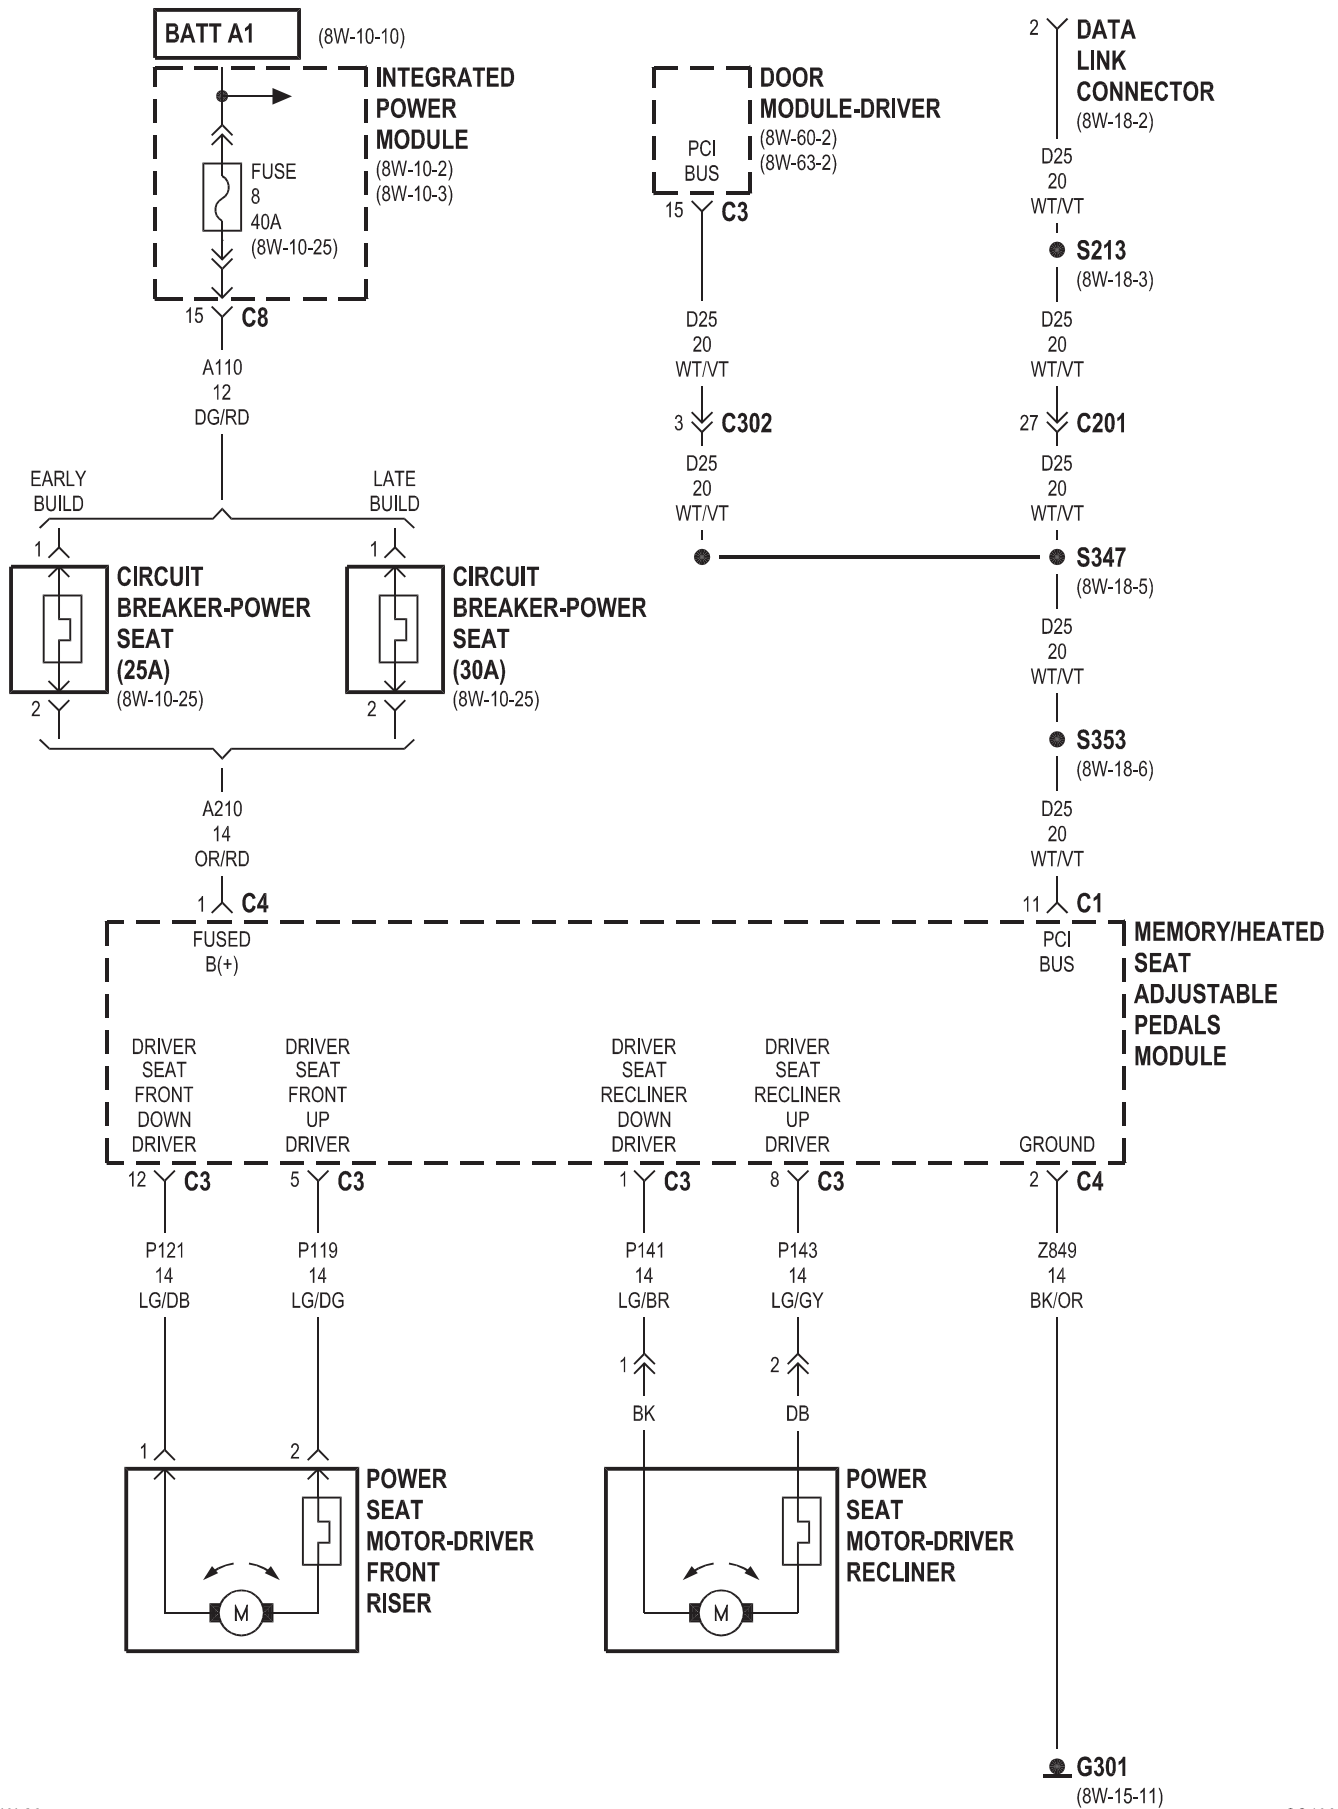 BATT A1 (8W-10-10)
INTEGRATED
POWER
MODULE
(8W-10-2)
(8W-10-3)
FUSE
8
40A
(8W-10-25)
15 C8
A110
12
DG/RD
EARLY
BUILD
LATE
BUILD
1
CIRCUIT
BREAKER-POWER
SEAT
(25A)
(8W-10-25)
2
1
CIRCUIT
BREAKER-POWER
SEAT
(30A)
(8W-10-25)
2
A210
14
OR/RD
1 C4
DOOR
MODULE-DRIVER
(8W-60-2)
(8W-63-2)
PCI
BUS
15 C3
D25
20
WT/VT
3 C302
D25
20
WT/VT
2 DATA
LINK
CONNECTOR
(8W-18-2)
D25
20
WT/VT
S213
(8W-18-3)
D25
20
WT/VT
27 C201
D25
20
WT/VT
S347
(8W-18-5)
D25
20
WT/VT
S353
(8W-18-6)
D25
20
WT/VT
11 C1
FUSED
B(+)
PCI
BUS
MEMORY/HEATED
SEAT
ADJUSTABLE
PEDALS
MODULE
DRIVER
SEAT
FRONT
DOWN
DRIVER
DRIVER
SEAT
FRONT
UP
DRIVER
DRIVER
SEAT
RECLINER
DOWN
DRIVER
DRIVER
SEAT
RECLINER
UP
DRIVER
GROUND
12 C3
5 C3
1 C3
8 C3
2 C4
P121
14
LG/DB
P119
14
LG/DG
P141
14
LG/BR
P143
14
LG/GY
Z849
14
BK/OR
1
2
BK
DB
1
2
POWER
SEAT
MOTOR-DRIVER
FRONT
RISER
M
POWER
SEAT
MOTOR-DRIVER
RECLINER
M
G301
(8W-15-11)